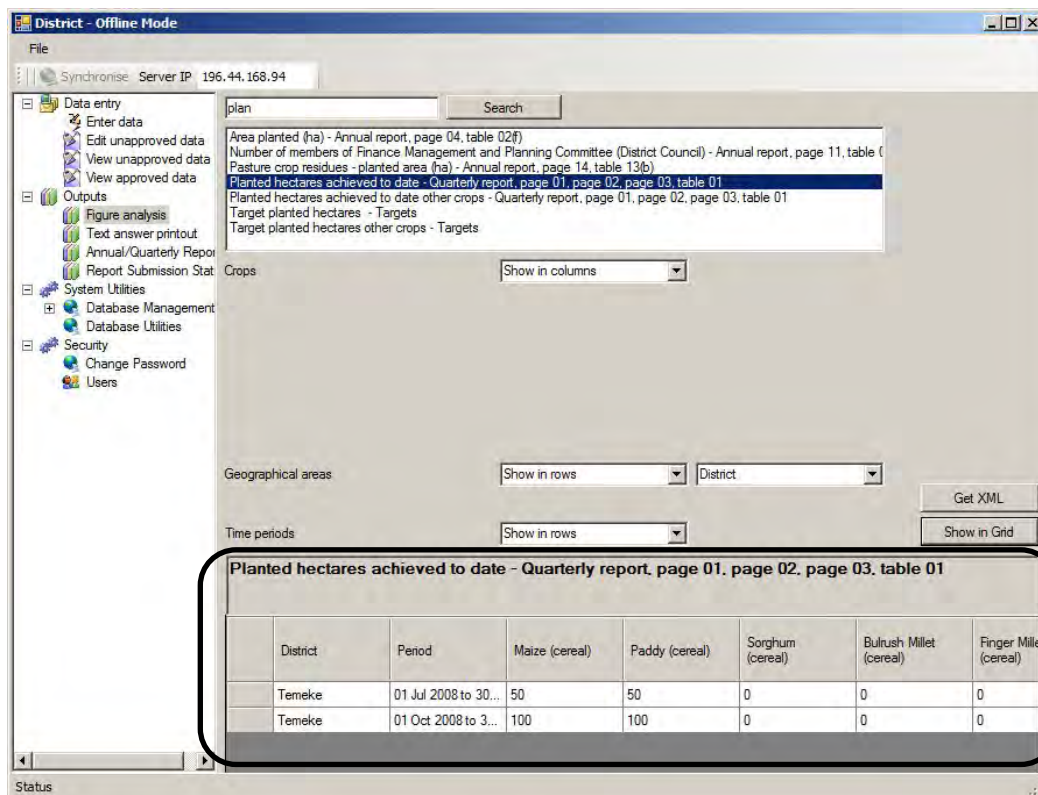 District - Offline Mode
File
Synchronise Server IP 196.44.168.94
Data entry
Enter data
Edit unapproved data
View unapproved data
View approved data
Outputs
Figure analysis
Text answer printout
Annual/Quarterly Repor
Report Submission Stat
System Utilities
Database Management
Database Utilities
Security
Change Password
Users
plan Search
Area planted (ha) - Annual report, page 04, table 02(f)
Number of members of Finance Management and Planning Committee (District Council) - Annual report, page 11, table (
Pasture crop residues - planted area (ha) - Annual report, page 14, table 13(b)
Planted hectares achieved to date - Quarterly report, page 01, page 02, page 03, table 01
Planted hectares achieved to date other crops - Quarterly report, page 01, page 02, page 03, table 01
Target planted hectares - Targets
Target planted hectares other crops - Targets
Crops Show in columns
Geographical areas Show in rows District
Get XML
Time periods Show in rows Show in Grid
Planted hectares achieved to date - Quarterly report, page 01, page 02, page 03, table 01
District Period Maize (cereal) Paddy (cereal) Sorghum (cereal) Bulrush Millet (cereal) Finger Mille (cereal)
Temeke 01 Jul 2008 to 30... 50 50 0 0 0
Temeke 01 Oct 2008 to 3... 100 100 0 0 0
Status